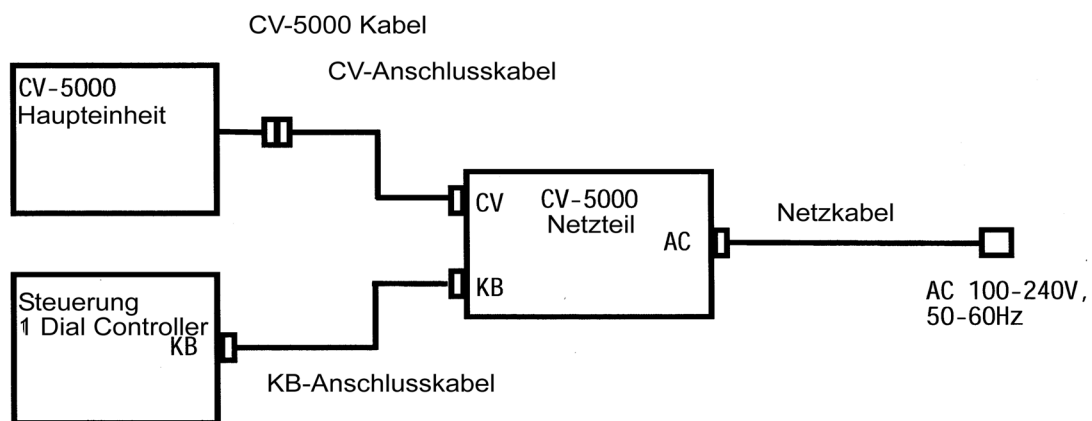 CV-5000 Kabel
CV-Anschlusskabel
CV-5000
Haupteinheit
CV
CV-5000
Netzteil
AC
Netzkabel
KB
AC 100-240V,
50-60Hz
Steuerung
1 Dial Controller
KB
KB-Anschlusskabel